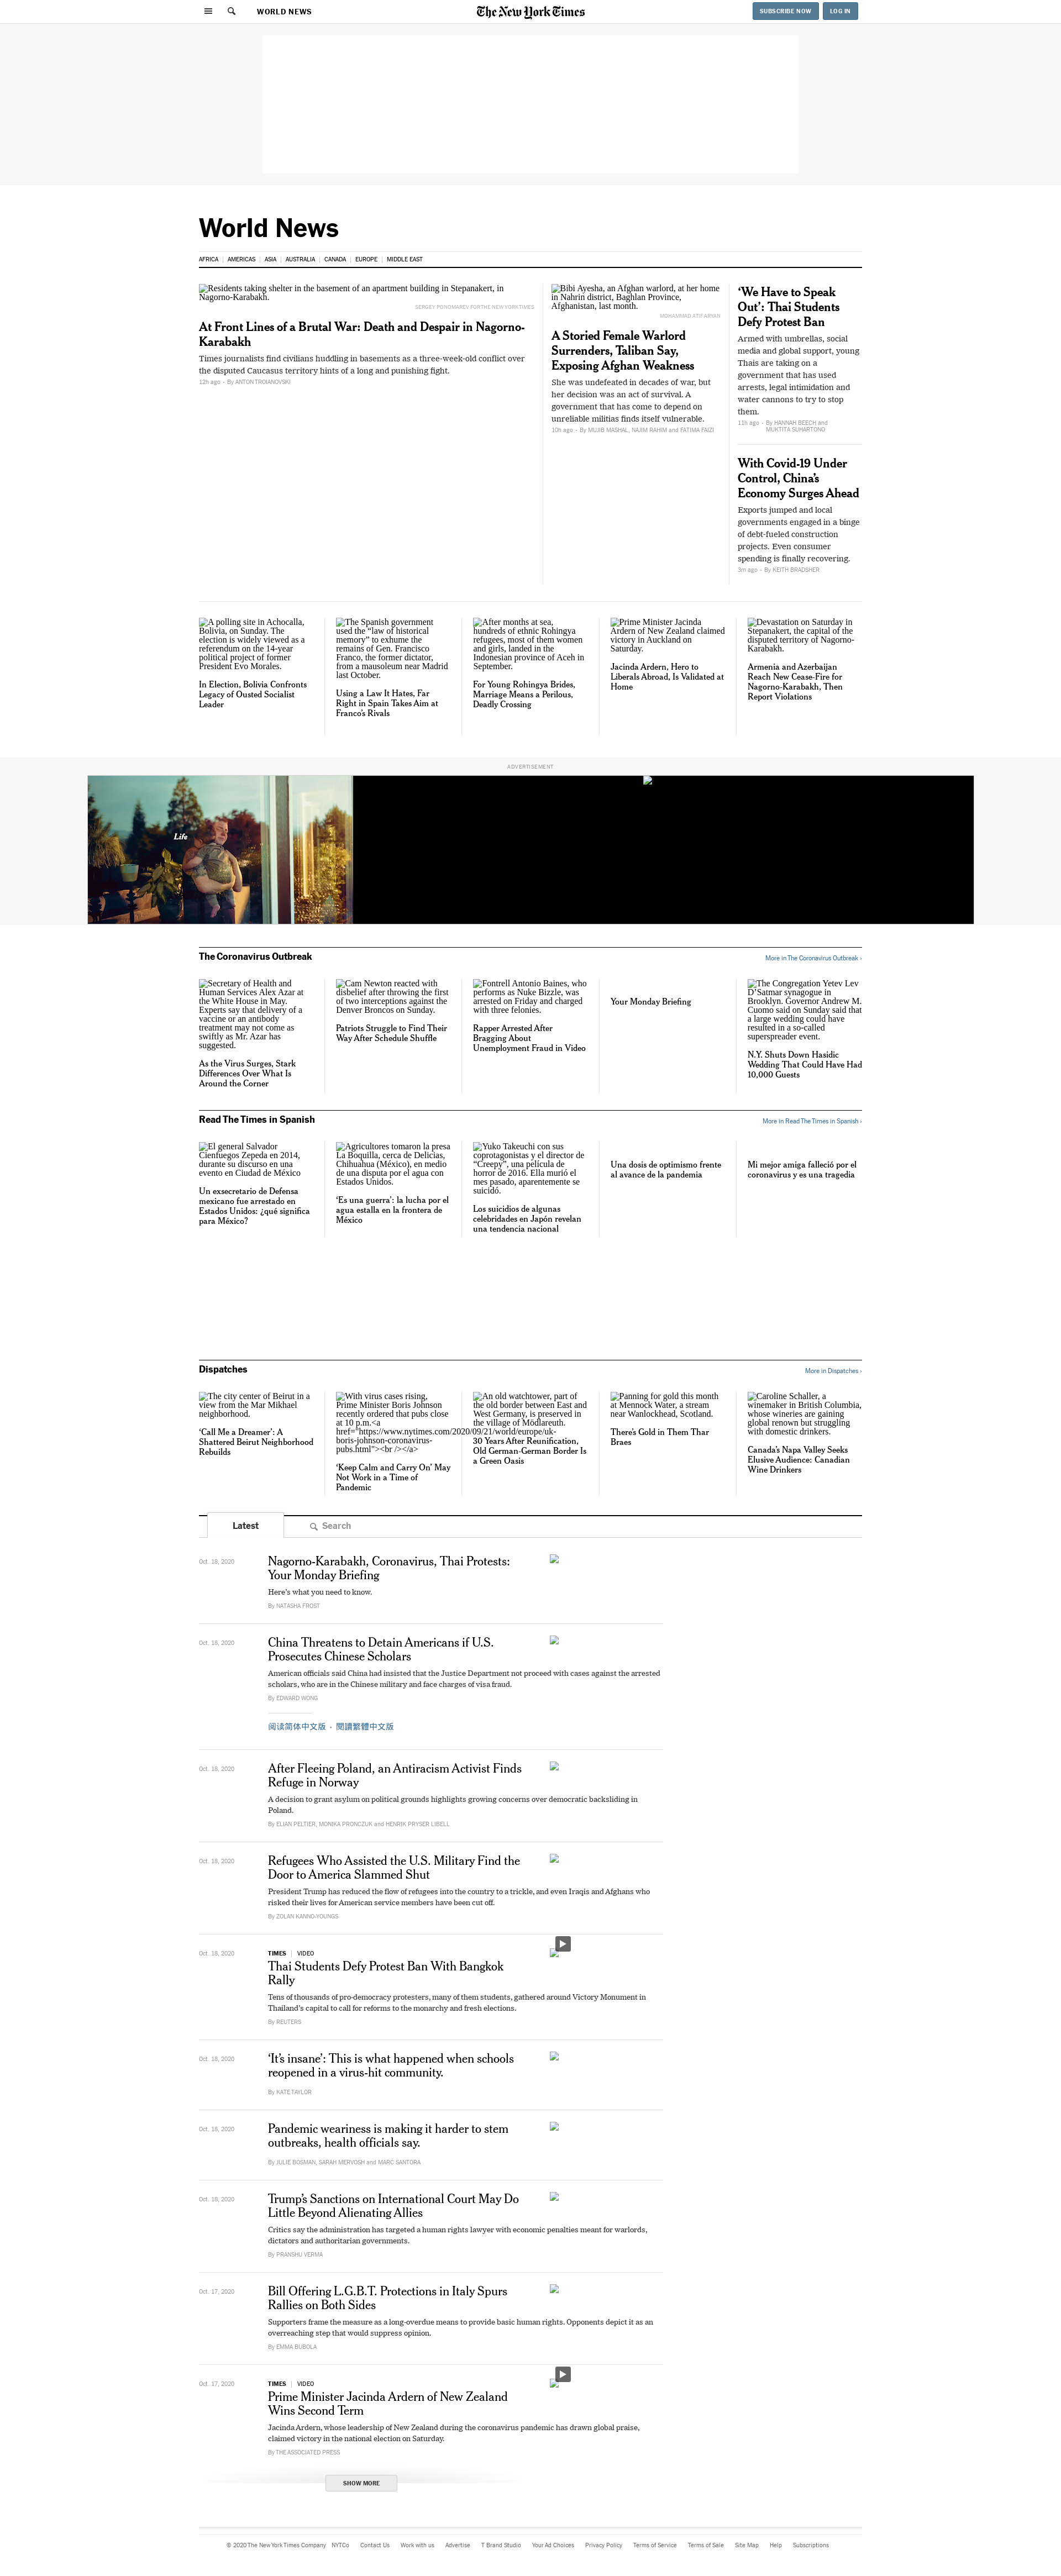 WORLD NEWS
The New York Times
SUBSCRIBE NOW
LOG IN
World News
AFRICA | AMERICAS | ASIA | AUSTRALIA | CANADA | EUROPE | MIDDLE EAST
Residents taking shelter in the basement of an apartment building in Stepanakert, in
Nagorno-Karabakh.
SERGEY PONOMAREV FOR THE NEW YORK TIMES
At Front Lines of a Brutal War: Death and Despair in Nagorno-
Karabakh
Times journalists find civilians huddling in basements as a three-week-old conflict over
the disputed Caucasus territory hints of a long and punishing fight.
12h ago · By ANTON TROIANOVSKI
Bibi Ayesha, an Afghan warlord, at her home
in Nahrin district, Baghlan Province,
Afghanistan, last month.
MOHAMMAD ATIF ARYAN
A Storied Female Warlord
Surrenders, Taliban Say,
Exposing Afghan Weakness
She was undefeated in decades of war, but
her decision was an act of survival. A
government that has come to depend on
unreliable militias finds itself vulnerable.
10h ago · By MUJIB MASHAL, NAJIM RAHIM and FATIMA FAIZI
‘We Have to Speak
Out’: Thai Students
Defy Protest Ban
Armed with umbrellas, social
media and global support, young
Thais are taking on a
government that has used
arrests, legal intimidation and
water cannons to try to stop
them.
11h ago · By HANNAH BEECH and
MUKTITA SUHARTONO
With Covid-19 Under
Control, China’s
Economy Surges Ahead
Exports jumped and local
governments engaged in a binge
of debt-fueled construction
projects. Even consumer
spending is finally recovering.
3m ago · By KEITH BRADSHER
A polling site in Achocalla,
Bolivia, on Sunday. The
election is widely viewed as a
referendum on the 14-year
political project of former
President Evo Morales.
In Election, Bolivia Confronts
Legacy of Ousted Socialist
Leader
The Spanish government
used the “law of historical
memory” to exhume the
remains of Gen. Francisco
Franco, the former dictator,
from a mausoleum near Madrid
last October.
Using a Law It Hates, Far
Right in Spain Takes Aim at
Franco’s Rivals
After months at sea,
hundreds of ethnic Rohingya
refugees, most of them women
and girls, landed in the
Indonesian province of Aceh in
September.
For Young Rohingya Brides,
Marriage Means a Perilous,
Deadly Crossing
Prime Minister Jacinda
Ardern of New Zealand claimed
victory in Auckland on
Saturday.
Jacinda Ardern, Hero to
Liberals Abroad, Is Validated at
Home
Devastation on Saturday in
Stepanakert, the capital of the
disputed territory of Nagorno-
Karabakh.
Armenia and Azerbaijan
Reach New Cease-Fire for
Nagorno-Karabakh, Then
Report Violations
ADVERTISEMENT
Life
The Coronavirus Outbreak
More in The Coronavirus Outbreak ›
Secretary of Health and
Human Services Alex Azar at
the White House in May.
Experts say that delivery of a
vaccine or an antibody
treatment may not come as
swiftly as Mr. Azar has
suggested.
As the Virus Surges, Stark
Differences Over What Is
Around the Corner
Cam Newton reacted with
disbelief after throwing the first
of two interceptions against the
Denver Broncos on Sunday.
Patriots Struggle to Find Their
Way After Schedule Shuffle
Fontrell Antonio Baines, who
performs as Nuke Bizzle, was
arrested on Friday and charged
with three felonies.
Rapper Arrested After
Bragging About
Unemployment Fraud in Video
Your Monday Briefing
The Congregation Yetev Lev
D’Satmar synagogue in
Brooklyn. Governor Andrew M.
Cuomo said on Sunday said that
a large wedding could have
resulted in a so-called
superspreader event.
N.Y. Shuts Down Hasidic
Wedding That Could Have Had
10,000 Guests
Read The Times in Spanish
More in Read The Times in Spanish ›
El general Salvador
Cienfuegos Zepeda en 2014,
durante su discurso en una
evento en Ciudad de México
Un exsecretario de Defensa
mexicano fue arrestado en
Estados Unidos: ¿qué significa
para México?
Agricultores tomaron la presa
La Boquilla, cerca de Delicias,
Chihuahua (México), en medio
de una disputa por el agua con
Estados Unidos.
‘Es una guerra’: la lucha por el
agua estalla en la frontera de
México
Yuko Takeuchi con sus
coprotagonistas y el director de
“Creepy”, una película de
horror de 2016. Ella murió el
mes pasado, aparentemente se
suicidó.
Los suicidios de algunas
celebridades en Japón revelan
una tendencia nacional
Una dosis de optimismo frente
al avance de la pandemia
Mi mejor amiga falleció por el
coronavirus y es una tragedia
Dispatches
More in Dispatches ›
The city center of Beirut in a
view from the Mar Mikhael
neighborhood.
‘Call Me a Dreamer’: A
Shattered Beirut Neighborhood
Rebuilds
With virus cases rising,
Prime Minister Boris Johnson
recently ordered that pubs close
at 10 p.m.<a
href="https://www.nytimes.com/2020/09/21/world/europe/uk-
boris-johnson-coronavirus-
pubs.html"><br /></a>
‘Keep Calm and Carry On’ May
Not Work in a Time of
Pandemic
An old watchtower, part of
the old border between East and
West Germany, is preserved in
the village of Mödlareuth.
30 Years After Reunification,
Old German-German Border Is
a Green Oasis
Panning for gold this month
at Mennock Water, a stream
near Wanlockhead, Scotland.
There’s Gold in Them Thar
Braes
Caroline Schaller, a
winemaker in British Columbia,
whose wineries are gaining
global renown but struggling
with domestic drinkers.
Canada’s Napa Valley Seeks
Elusive Audience: Canadian
Wine Drinkers
Latest
Search
Oct. 18, 2020
Nagorno-Karabakh, Coronavirus, Thai Protests:
Your Monday Briefing
Here’s what you need to know.
By NATASHA FROST
Oct. 18, 2020
China Threatens to Detain Americans if U.S.
Prosecutes Chinese Scholars
American officials said China had insisted that the Justice Department not proceed with cases against the arrested
scholars, who are in the Chinese military and face charges of visa fraud.
By EDWARD WONG
阅读简体中文版 · 閱讀繁體中文版
Oct. 18, 2020
After Fleeing Poland, an Antiracism Activist Finds
Refuge in Norway
A decision to grant asylum on political grounds highlights growing concerns over democratic backsliding in
Poland.
By ELIAN PELTIER, MONIKA PRONCZUK and HENRIK PRYSER LIBELL
Oct. 18, 2020
Refugees Who Assisted the U.S. Military Find the
Door to America Slammed Shut
President Trump has reduced the flow of refugees into the country to a trickle, and even Iraqis and Afghans who
risked their lives for American service members have been cut off.
By ZOLAN KANNO-YOUNGS
Oct. 18, 2020
TIMES | VIDEO
Thai Students Defy Protest Ban With Bangkok
Rally
Tens of thousands of pro-democracy protesters, many of them students, gathered around Victory Monument in
Thailand’s capital to call for reforms to the monarchy and fresh elections.
By REUTERS
Oct. 18, 2020
‘It’s insane’: This is what happened when schools
reopened in a virus-hit community.
By KATE TAYLOR
Oct. 18, 2020
Pandemic weariness is making it harder to stem
outbreaks, health officials say.
By JULIE BOSMAN, SARAH MERVOSH and MARC SANTORA
Oct. 18, 2020
Trump’s Sanctions on International Court May Do
Little Beyond Alienating Allies
Critics say the administration has targeted a human rights lawyer with economic penalties meant for warlords,
dictators and authoritarian governments.
By PRANSHU VERMA
Oct. 17, 2020
Bill Offering L.G.B.T. Protections in Italy Spurs
Rallies on Both Sides
Supporters frame the measure as a long-overdue means to provide basic human rights. Opponents depict it as an
overreaching step that would suppress opinion.
By EMMA BUBOLA
Oct. 17, 2020
TIMES | VIDEO
Prime Minister Jacinda Ardern of New Zealand
Wins Second Term
Jacinda Ardern, whose leadership of New Zealand during the coronavirus pandemic has drawn global praise,
claimed victory in the national election on Saturday.
By THE ASSOCIATED PRESS
SHOW MORE
© 2020 The New York Times Company NYTCo Contact Us Work with us Advertise T Brand Studio Your Ad Choices Privacy Policy Terms of Service Terms of Sale Site Map Help Subscriptions